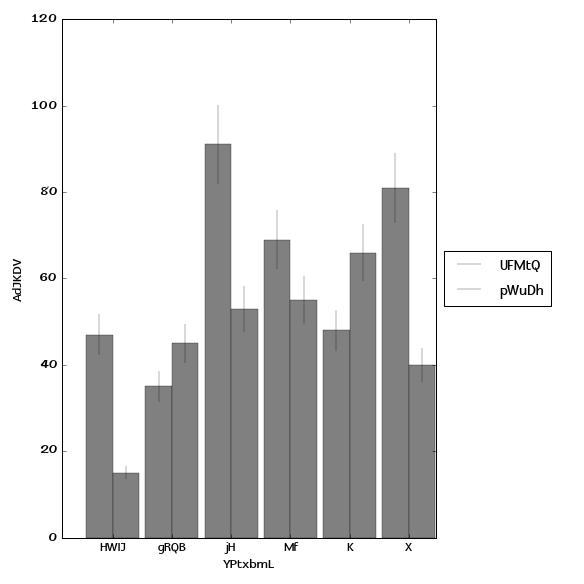 120
100
80
60
40
20
0
AdJKDV
HWIJ gRQB jH Mf K X
YPtxbmL
UFMtQ
pWuDh